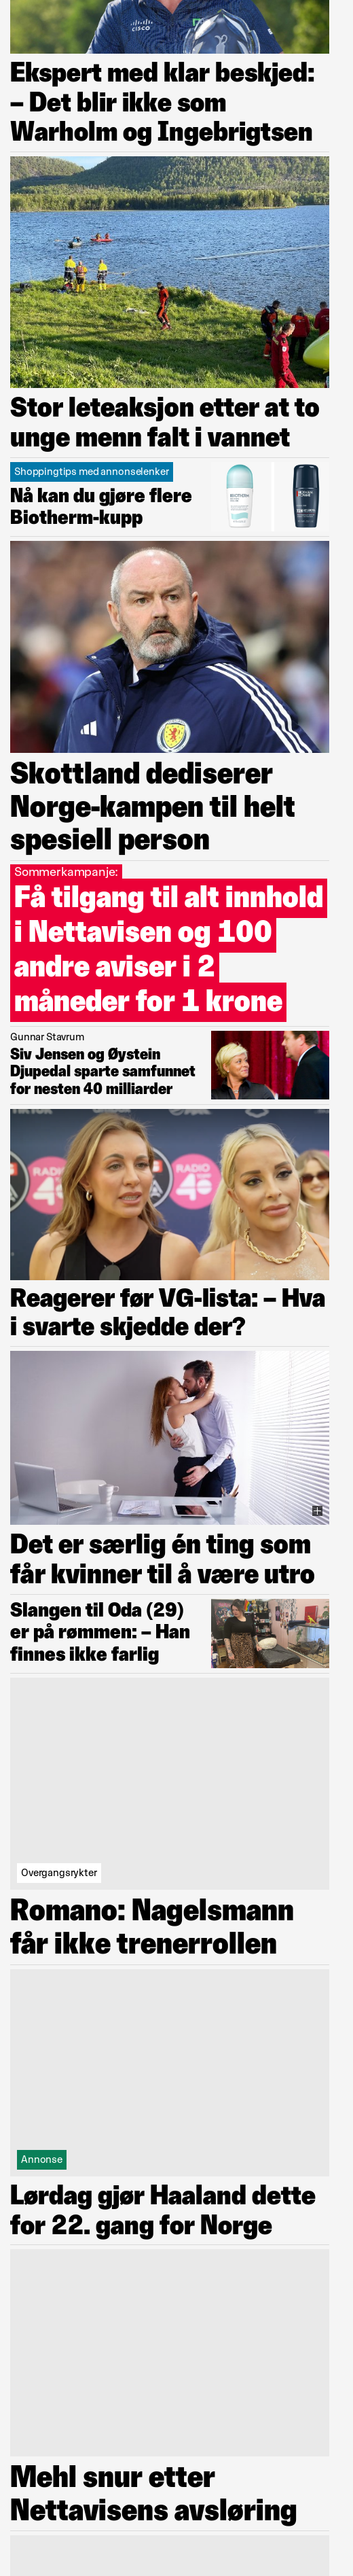 CISCO
Ekspert med klar beskjed:
– Det blir ikke som
Warholm og Ingebrigtsen
Stor leteaksjon etter at to
unge menn falt i vannet
Shoppingtips med annonselenker
Nå kan du gjøre flere
Biotherm-kupp
Skottland dediserer
Norge-kampen til helt
spesiell person
Sommerkampanje:
Få tilgang til alt innhold
i Nettavisen og 100
andre aviser i 2
måneder for 1 krone
Gunnar Stavrum
Siv Jensen og Øystein
Djupedal sparte samfunnet
for nesten 40 milliarder
RADIO
RADIO
Reagerer før VG-lista: – Hva
i svarte skjedde der?
Det er særlig én ting som
får kvinner til å være utro
Slangen til Oda (29)
er på rømmen: – Han
finnes ikke farlig
Overgangsrykter
Romano: Nagelsmann
får ikke trenerrollen
Annonse
Lørdag gjør Haaland dette
for 22. gang for Norge
Mehl snur etter
Nettavisens avsløring